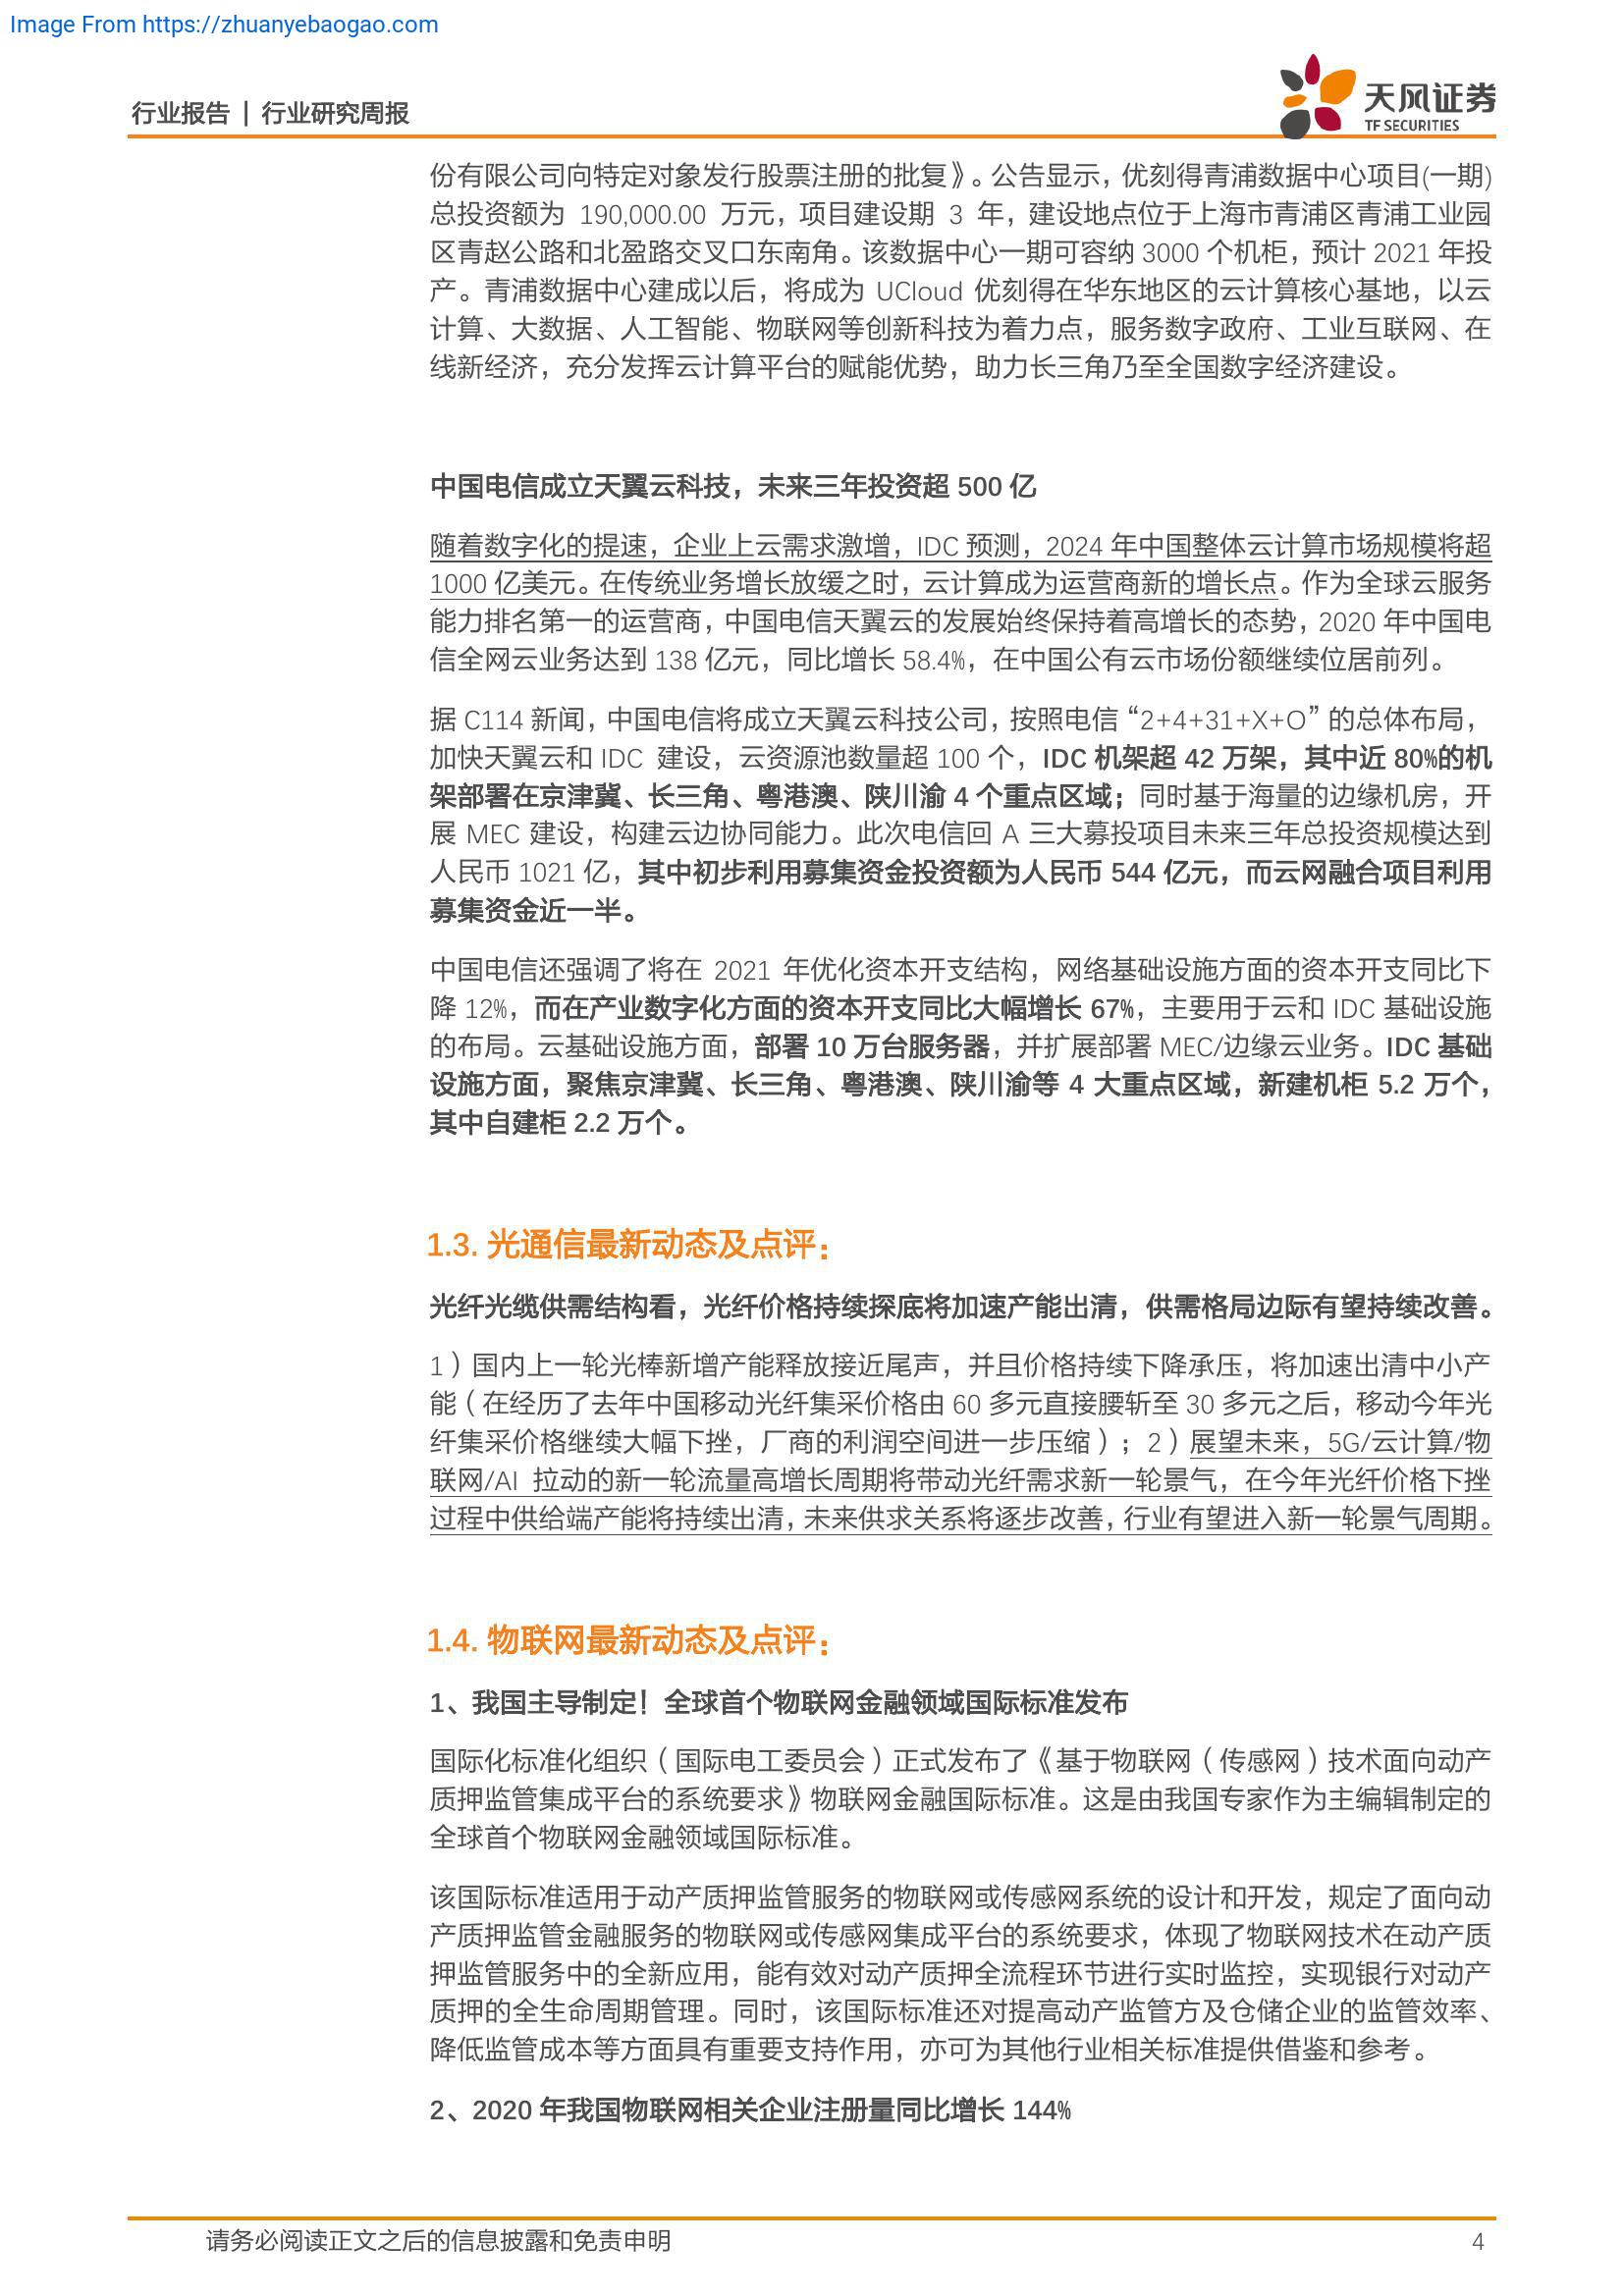 Image From https://zhuanyebaogao.com
行业报告 | 行业研究周报
天风证券
TF SECURITIES
份有限公司向特定对象发行股票注册的批复》。公告显示，优刻得青浦数据中心项目(一期)
总投资额为 190,000.00 万元，项目建设期 3 年，建设地点位于上海市青浦区青浦工业园
区青赵公路和北盈路交叉口东南角。该数据中心一期可容纳 3000 个机柜，预计 2021 年投
产。青浦数据中心建成以后，将成为 UCloud 优刻得在华东地区的云计算核心基地，以云
计算、大数据、人工智能、物联网等创新科技为着力点，服务数字政府、工业互联网、在
线新经济，充分发挥云计算平台的赋能优势，助力长三角乃至全国数字经济建设。
中国电信成立天翼云科技，未来三年投资超 500 亿
随着数字化的提速，企业上云需求激增，IDC 预测，2024 年中国整体云计算市场规模将超
1000 亿美元。在传统业务增长放缓之时，云计算成为运营商新的增长点。作为全球云服务
能力排名第一的运营商，中国电信天翼云的发展始终保持着高增长的态势，2020 年中国电
信全网云业务达到 138 亿元，同比增长 58.4%，在中国公有云市场份额继续位居前列。
据 C114 新闻，中国电信将成立天翼云科技公司，按照电信“2+4+31+X+O”的总体布局，
加快天翼云和 IDC 建设，云资源池数量超 100 个，IDC 机架超 42 万架，其中近 80%的机
架部署在京津冀、长三角、粤港澳、陕川渝 4 个重点区域；同时基于海量的边缘机房，开
展 MEC 建设，构建云边协同能力。此次电信回 A 三大募投项目未来三年总投资规模达到
人民币 1021 亿，其中初步利用募集资金投资额为人民币 544 亿元，而云网融合项目利用
募集资金近一半。
中国电信还强调了将在 2021 年优化资本开支结构，网络基础设施方面的资本开支同比下
降 12%，而在产业数字化方面的资本开支同比大幅增长 67%，主要用于云和 IDC 基础设施
的布局。云基础设施方面，部署 10 万台服务器，并扩展部署 MEC/边缘云业务。IDC 基础
设施方面，聚焦京津冀、长三角、粤港澳、陕川渝等 4 大重点区域，新建机柜 5.2 万个，
其中自建柜 2.2 万个。
1.3. 光通信最新动态及点评：
光纤光缆供需结构看，光纤价格持续探底将加速产能出清，供需格局边际有望持续改善。
1）国内上一轮光棒新增产能释放接近尾声，并且价格持续下降承压，将加速出清中小产
能（在经历了去年中国移动光纤集采价格由 60 多元直接腰斩至 30 多元之后，移动今年光
纤集采价格继续大幅下挫，厂商的利润空间进一步压缩）；2）展望未来，5G/云计算/物
联网/AI 拉动的新一轮流量高增长周期将带动光纤需求新一轮景气，在今年光纤价格下挫
过程中供给端产能将持续出清，未来供求关系将逐步改善，行业有望进入新一轮景气周期。
1.4. 物联网最新动态及点评：
1、我国主导制定！全球首个物联网金融领域国际标准发布
国际化标准化组织（国际电工委员会）正式发布了《基于物联网（传感网）技术面向动产
质押监管集成平台的系统要求》物联网金融国际标准。这是由我国专家作为主编辑制定的
全球首个物联网金融领域国际标准。
该国际标准适用于动产质押监管服务的物联网或传感网系统的设计和开发，规定了面向动
产质押监管金融服务的物联网或传感网集成平台的系统要求，体现了物联网技术在动产质
押监管服务中的全新应用，能有效对动产质押全流程环节进行实时监控，实现银行对动产
质押的全生命周期管理。同时，该国际标准还对提高动产监管方及仓储企业的监管效率、
降低监管成本等方面具有重要支持作用，亦可为其他行业相关标准提供借鉴和参考。
2、2020 年我国物联网相关企业注册量同比增长 144%
请务必阅读正文之后的信息披露和免责申明
4